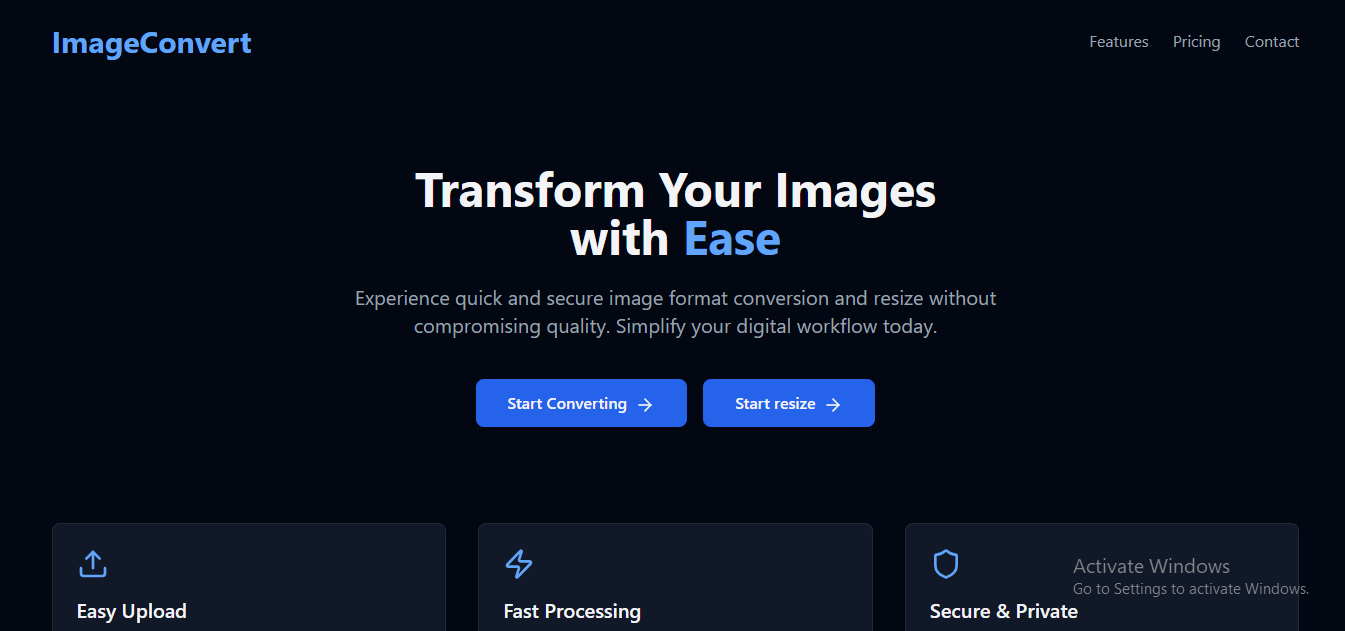 ImageConvert
Features Pricing Contact
Transform Your Images
with Ease
Experience quick and secure image format conversion and resize without
compromising quality. Simplify your digital workflow today.
Start Converting
Start resize
Easy Upload
Fast Processing
Secure & Private
Activate Windows
Go to Settings to activate Windows.